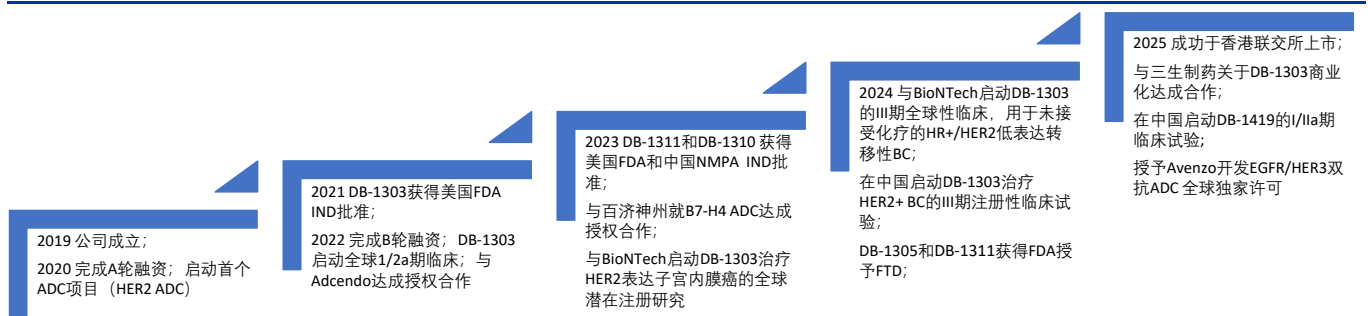 2019 公司成立；
2020 完成A轮融资；启动首个
ADC项目（HER2 ADC）
2021 DB-1303获得美国FDA
IND批准；
2022 完成B轮融资；DB-1303
启动全球1/2a期临床；与
Adcendo达成授权合作
2023 DB-1311和DB-1310 获得
美国FDA和中国NMPA IND批
准；
与百济神州就B7-H4 ADC达成
授权合作；
与BioNTech启动DB-1303治疗
HER2表达子宫内膜癌的全球
潜在注册研究
2024 与BioNTech启动DB-1303
的III期全球性临床，用于未接
受化疗的HR+/HER2低表达转
移性BC；
在中国启动DB-1303治疗
HER2+ BC的III期注册性临床试
验；
DB-1305和DB-1311获得FDA授
予FTD；
2025 成功于香港联交所上市；
与三生制药关于DB-1303商业
化达成合作；
在中国启动DB-1419的I/IIa期
临床试验;
授予Avenzo开发EGFR/HER3双
抗ADC 全球独家许可